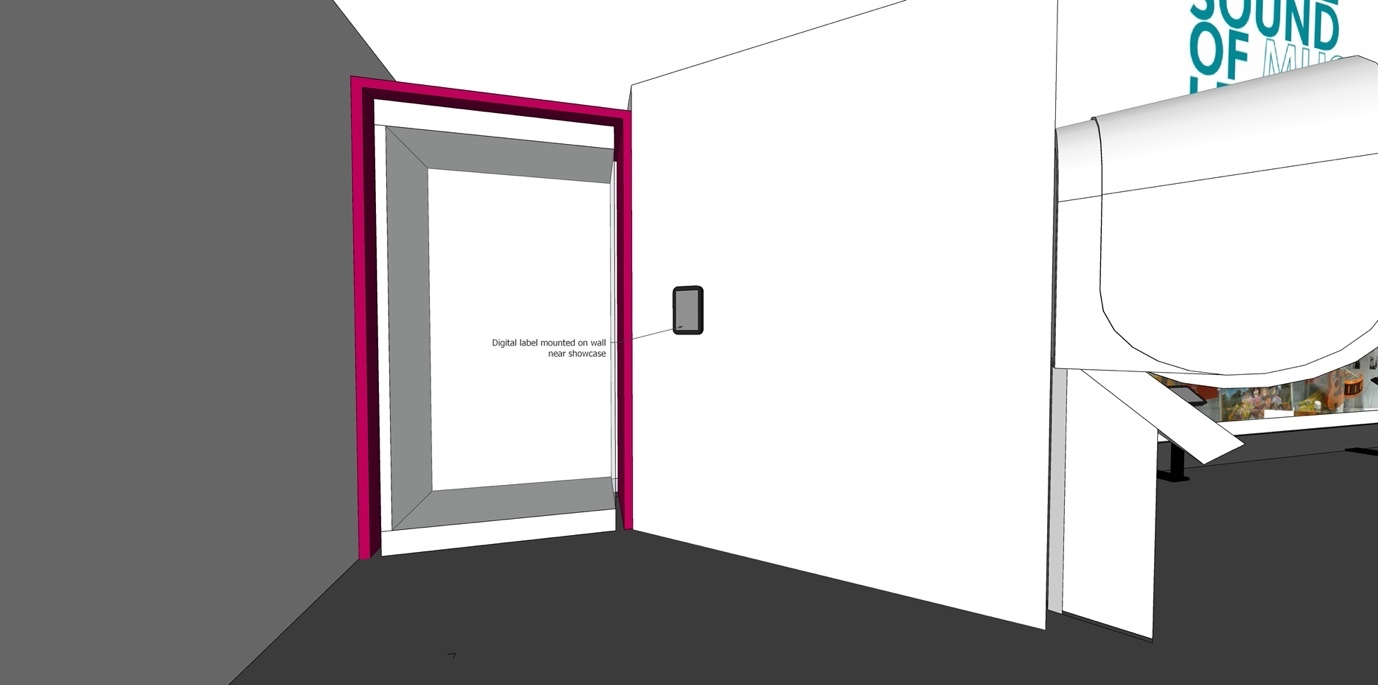 SOUND
OF
Digital label mounted on wall
near showcase